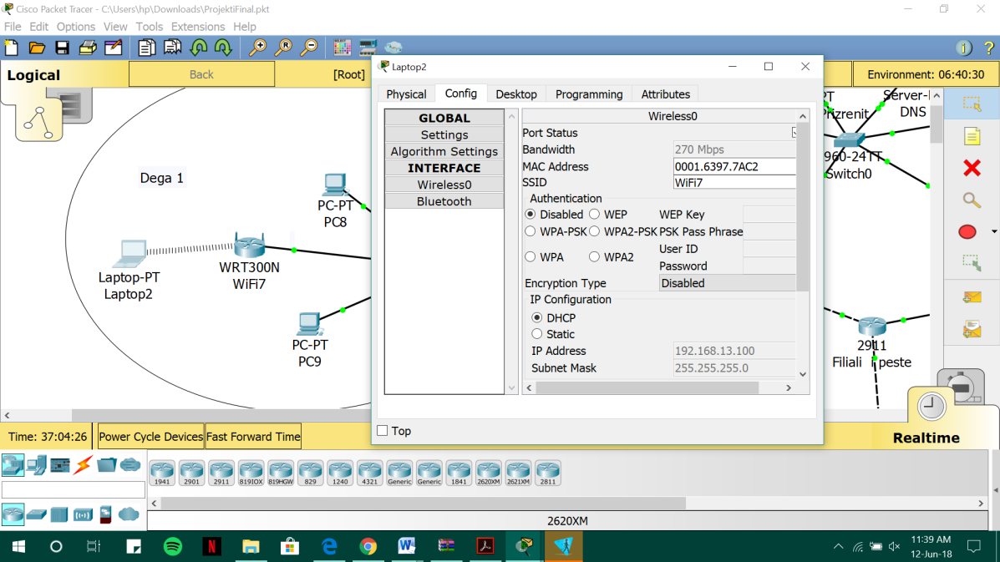 Cisco Packet Tracer - C:\Users\hp\Downloads\ProjektiFinal.pkt
File Edit Options View Tools Extensions Help
Logical
Back
[Root]
Environment: 06:40:30
Laptop2
Physical Config Desktop Programming Attributes
GLOBAL
Settings
Algorithm Settings
INTERFACE
Wireless0
Bluetooth
Wireless0
Port Status
Bandwidth 270 Mbps
MAC Address 0001.6397.7AC2
SSID WiFi7
Authentication
Disabled WEP WEP Key
WPA-PSK WPA2-PSK PSK Pass Phrase
User ID
WPA WPA2
Password
Encryption Type Disabled
IP Configuration
DHCP
Static
IP Address 192.168.13.100
Subnet Mask 255.255.255.0
Top
Dega 1
PC-PT
PC8
Laptop-PT
Laptop2
WRT300N
WiFi7
PC-PT
PC9
PT
Prizrenit
Server-
DNS
960-24TT
Switch0
2911
Filiali I peste
Time: 37:04:26
Power Cycle Devices Fast Forward Time
Realtime
1941 2901 2911 819IOX 819HGW 829 1240 4321 Generic Generic 1841 2620XM 2621XM 2811
2620XM
11:39 AM
12-Jun-18